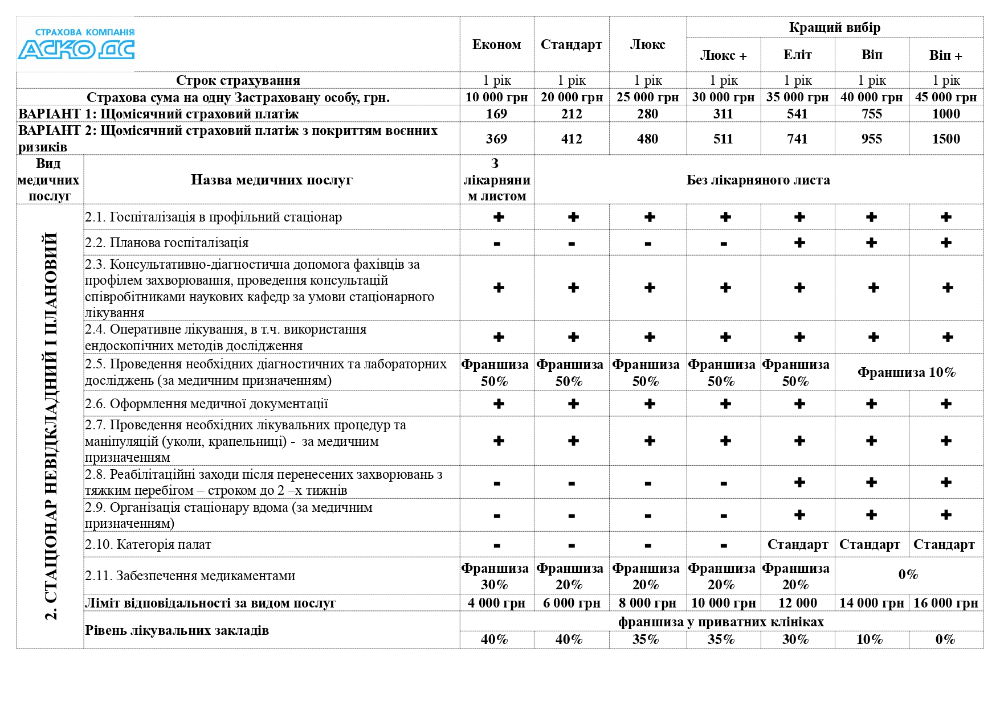 СТРАХОВА КОМПАНІЯ
АСКО ДС
Економ Стандарт Люкс Кращий вибір
Люкс + Еліт Віп Віп +
Строк страхування 1 рік 1 рік 1 рік 1 рік 1 рік 1 рік 1 рік
Страхова сума на одну Застраховану особу, грн. 10 000 грн 20 000 грн 25 000 грн 30 000 грн 35 000 грн 40 000 грн 45 000 грн
ВАРІАНТ 1: Щомісячний страховий платіж 169 212 280 311 541 755 1000
ВАРІАНТ 2: Щомісячний страховий платіж з покриттям воєнних
ризиків 369 412 480 511 741 955 1500
Вид
медичних
послуг
Назва медичних послуг
З
лікарняни
м листом
Без лікарняного листа
2. СТАЦІОНАР НЕВІДКЛАДНИЙ І ПЛАНОВИЙ
2.1. Госпіталізація в профільний стаціонар + + + + + + +
2.2. Планова госпіталізація - - - - + + +
2.3. Консультативно-діагностична допомога фахівців за
профілем захворювання, проведення консультацій
співробітниками наукових кафедр за умови стаціонарного
лікування + + + + + + +
2.4. Оперативне лікування, в т.ч. використання
ендоскопічних методів дослідження + + + + + + +
2.5. Проведення необхідних діагностичних та лабораторних
досліджень (за медичним призначенням)
Франшиза Франшиза Франшиза Франшиза Франшиза Франшиза 10%
50% 50% 50% 50% 50%
2.6. Оформлення медичної документації + + + + + + +
2.7. Проведення необхідних лікувальних процедур та
маніпуляцій (уколи, крапельниці) - за медичним
призначенням + + + + + + +
2.8. Реабілітаційні заходи після перенесених захворювань з
тяжким перебігом – строком до 2 –х тижнів - - - - + + +
2.9. Організація стаціонару вдома (за медичним
призначенням) - - - - + + +
2.10. Категорія палат - - - - Стандарт Стандарт Стандарт
2.11. Забезпечення медикаментами
Франшиза Франшиза Франшиза Франшиза Франшиза 0%
30% 20% 20% 20% 20%
Ліміт відповідальності за видом послуг 4 000 грн 6 000 грн 8 000 грн 10 000 грн 12 000 14 000 грн 16 000 грн
Рівень лікувальних закладів
франшиза у приватних клініках
40% 40% 35% 35% 30% 10% 0%